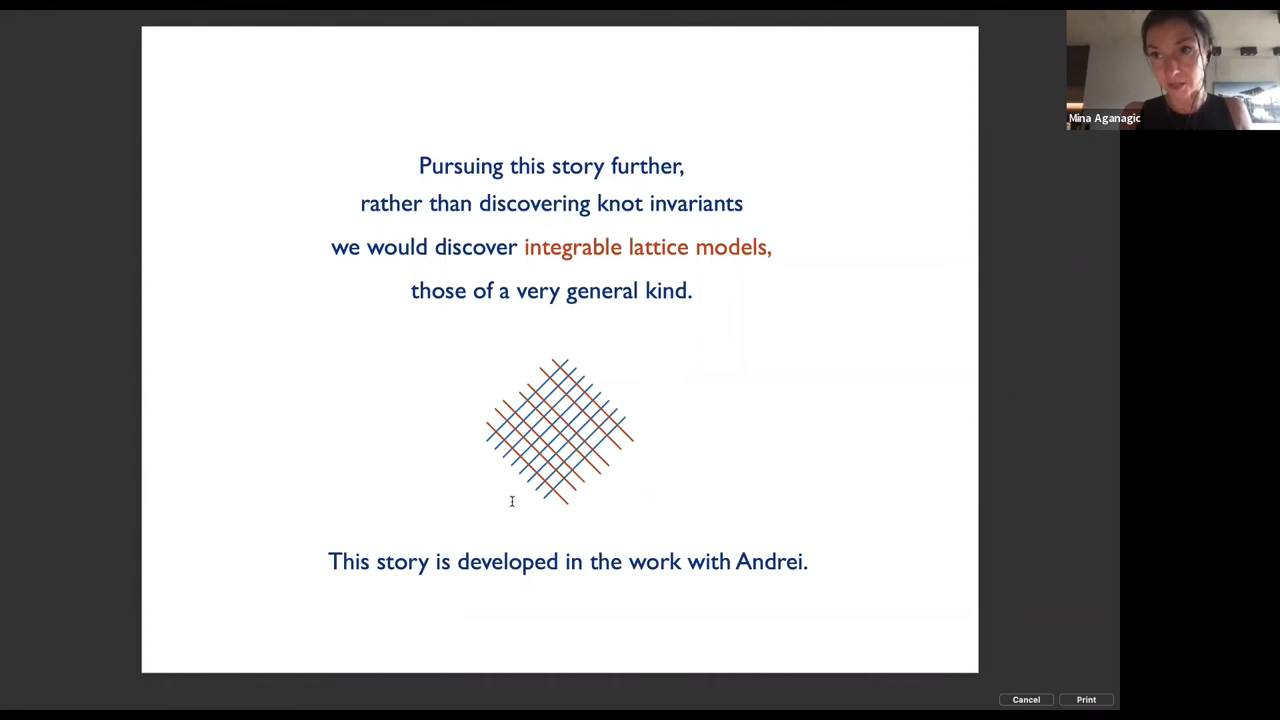 Mina Aganagic
Pursuing this story further,
rather than discovering knot invariants
we would discover integrable lattice models,
those of a very general kind.
This story is developed in the work with Andrei.
Cancel
Print